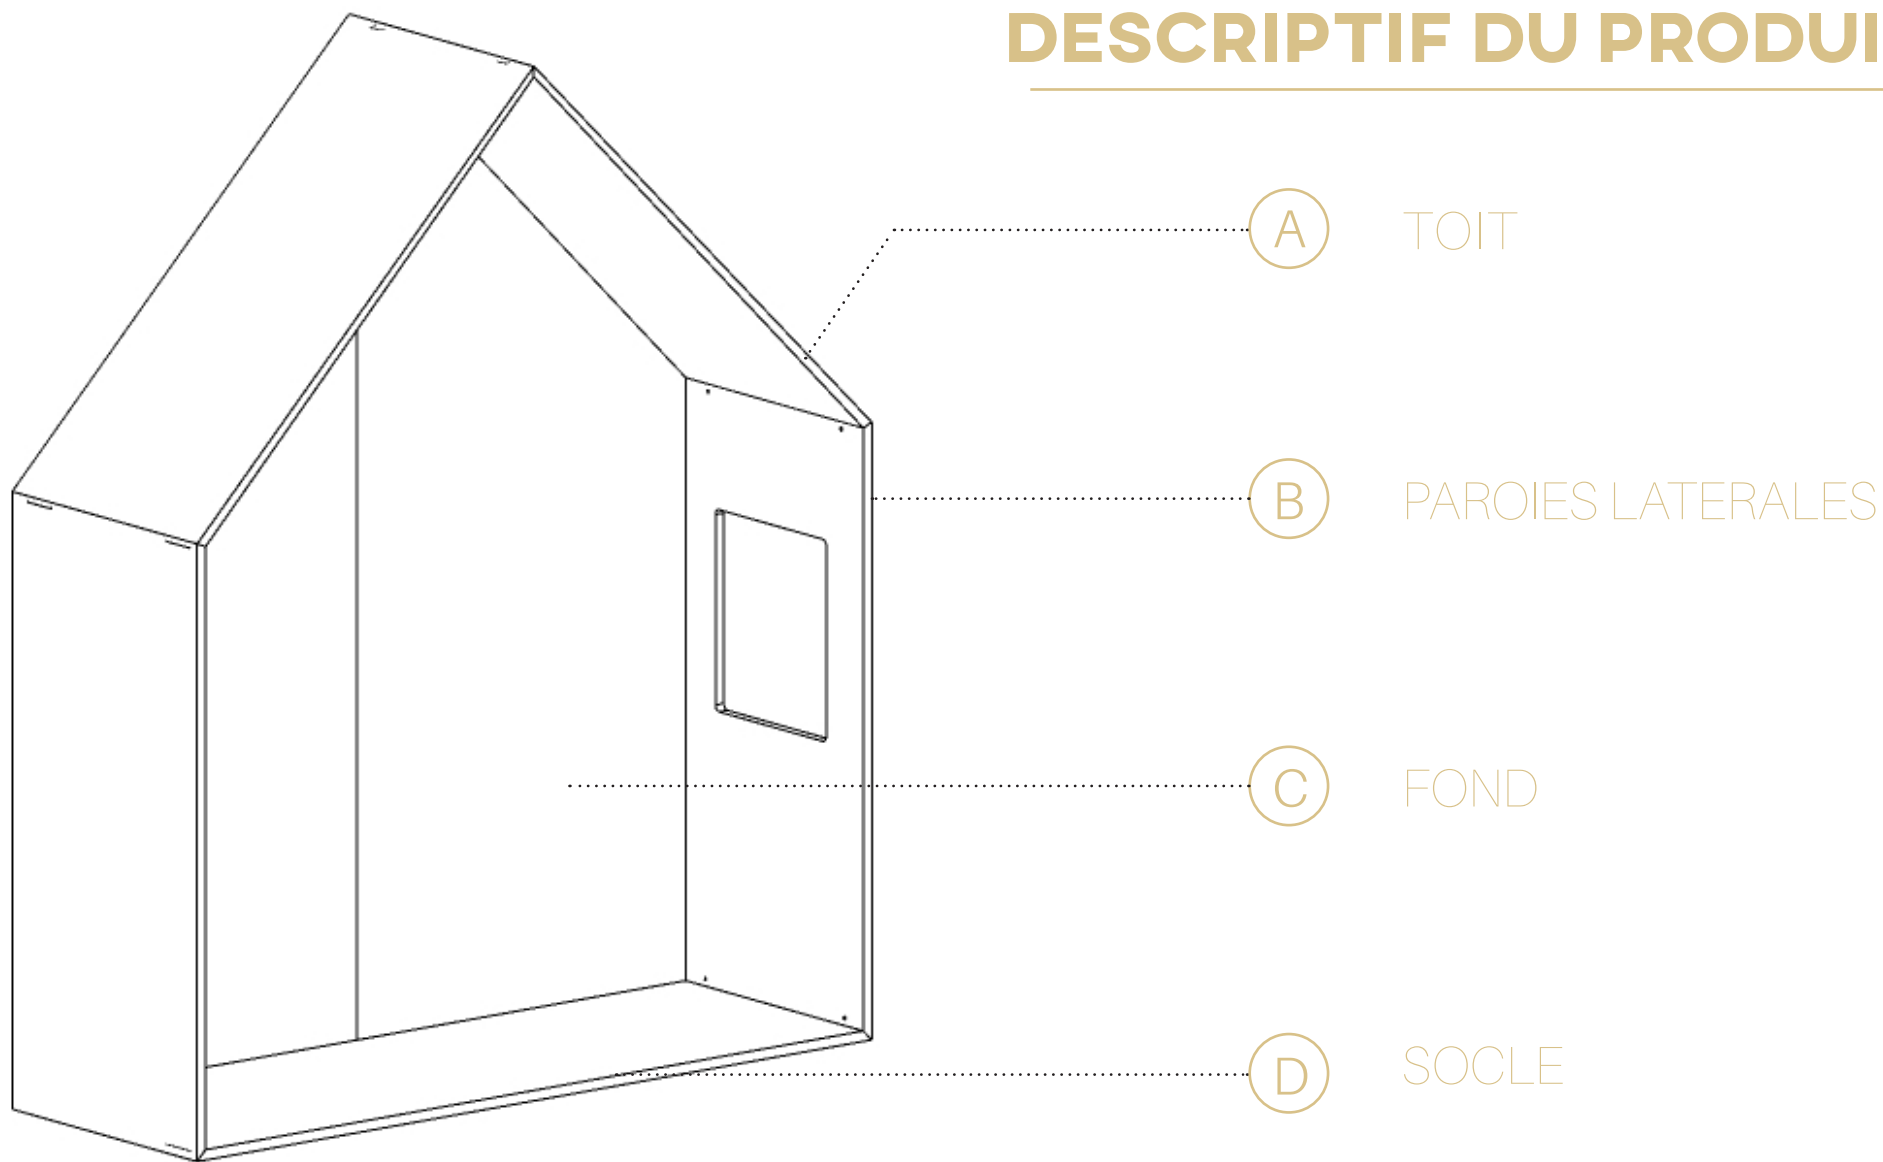 DESCRIPTIF DU PRODUI
A TOIT
B PAROIES LATERALES
C FOND
D SOCLE